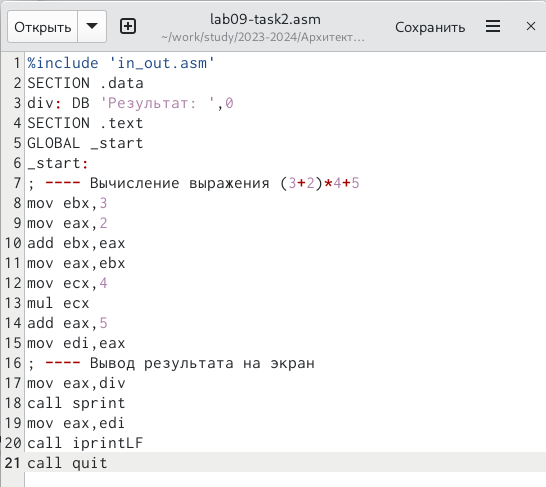 lab09-task2.asm
Открыть
Сохранить
~/work/study/2023-2024/Архитект...
1 %include 'in_out.asm'
2 SECTION .data
3 div: DB 'Результат: ',0
4 SECTION .text
5 GLOBAL _start
6 _start:
7 ; ---- Вычисление выражения (3+2)*4+5
8 mov ebx,3
9 mov eax,2
10 add ebx,eax
11 mov eax,ebx
12 mov ecx,4
13 mul ecx
14 add eax,5
15 mov edi,eax
16 ; ---- Вывод результата на экран
17 mov eax,div
18 call sprint
19 mov eax,edi
20 call iprintLF
21 call quit